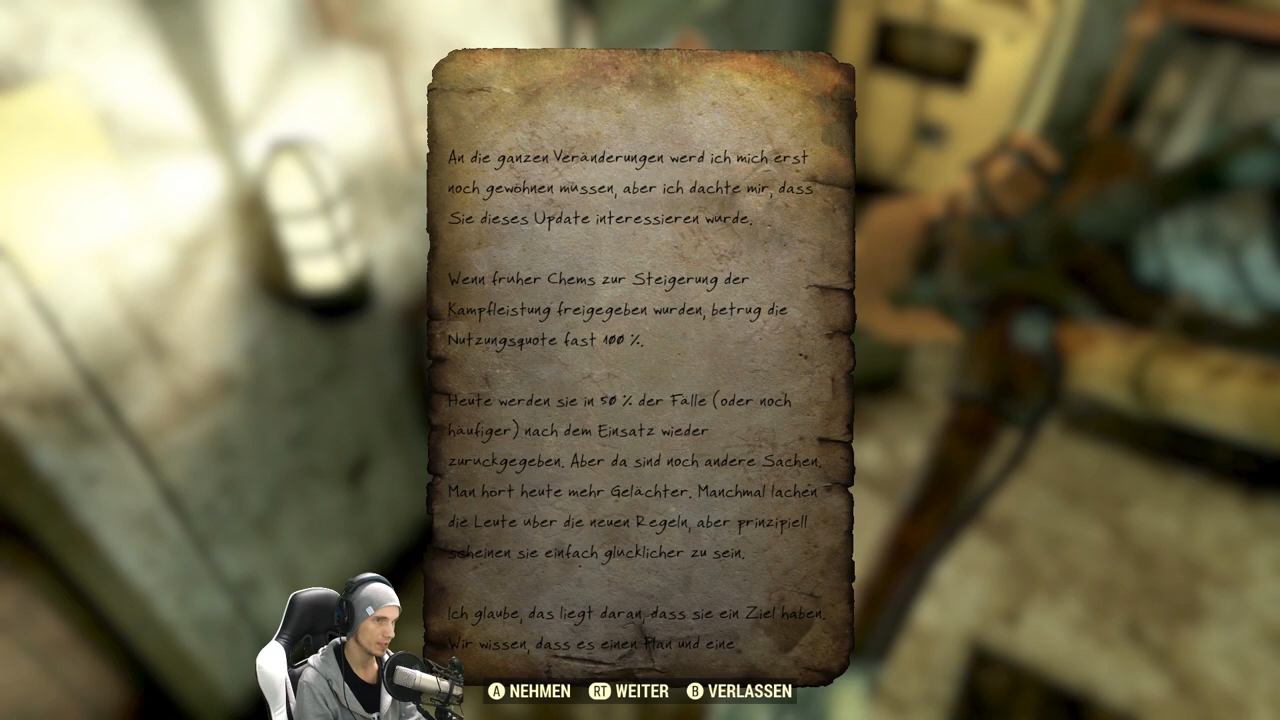 An die ganzen Veränderungen werd ich mich erst
noch gewöhnen müssen, aber ich dachte mir, dass
Sie dieses Update interessieren würde.
Wenn früher Chems zur Steigerung der
Kampfleistung freigegeben wurden, betrug die
Nutzungsquote fast 100 %.
Heute werden sie in 50 % der Fälle (oder noch
häufiger) nach dem Einsatz wieder
zurückgegeben. Aber da sind noch andere Sachen.
Man hört heute mehr Gelächter. Manchmal lachen
die Leute über die neuen Regeln, aber prinzipiell
scheinen sie einfach glücklicher zu sein.
Ich glaube, das liegt daran, dass sie ein Ziel haben.
Wir wissen, dass es einen Plan und eine
A NEHMEN RT WEITER B VERLASSEN